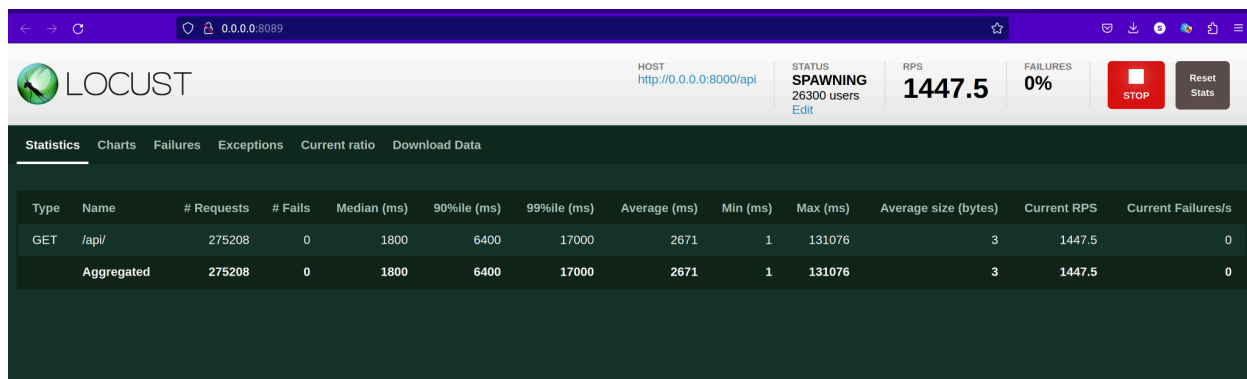 0.0.0.0:8089
S
LOCUST
HOST
http://0.0.0.0:8000/api
STATUS
SPAWNING
26300 users
Edit
RPS
1447.5
FAILURES
0%
STOP
Reset
Stats
Statistics Charts Failures Exceptions Current ratio Download Data
Type Name # Requests # Fails Median (ms) 90%ile (ms) 99%ile (ms) Average (ms) Min (ms) Max (ms) Average size (bytes) Current RPS Current Failures/s
GET /api/ 275208 0 1800 6400 17000 2671 1 131076 3 1447.5 0
Aggregated 275208 0 1800 6400 17000 2671 1 131076 3 1447.5 0